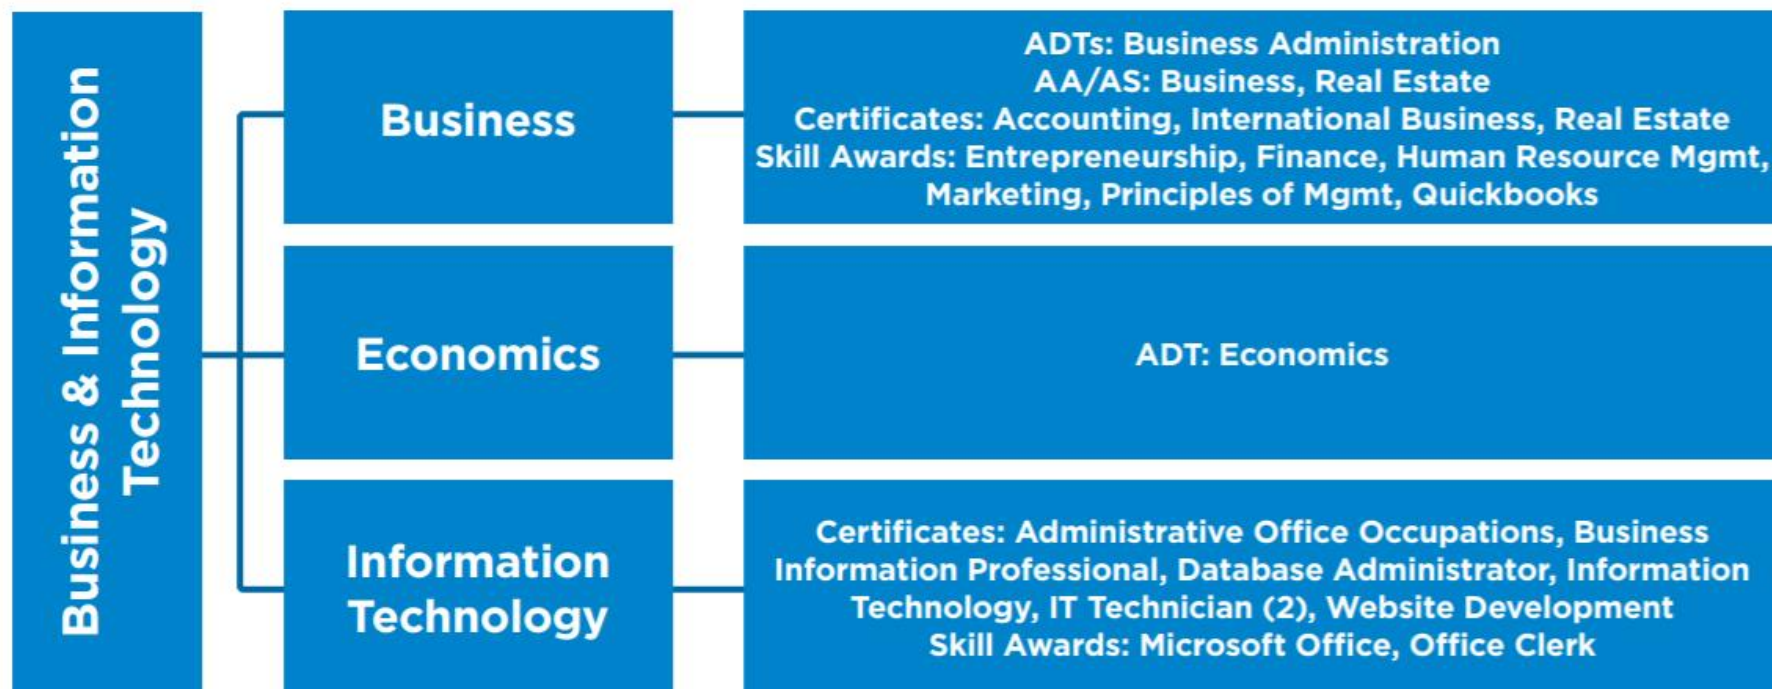 Business & Information
Technology
Business
ADTs: Business Administration
AA/AS: Business, Real Estate
Certificates: Accounting, International Business, Real Estate
Skill Awards: Entrepreneurship, Finance, Human Resource Mgmt,
Marketing, Principles of Mgmt, Quickbooks
Economics
ADT: Economics
Information
Technology
Certificates: Administrative Office Occupations, Business
Information Professional, Database Administrator, Information
Technology, IT Technician (2), Website Development
Skill Awards: Microsoft Office, Office Clerk